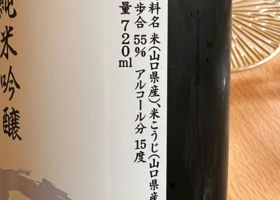 料名 米(山口県産)、米こうじ(山口県産
歩合 55% アルコール分 15度
量 720ml
純米吟醸